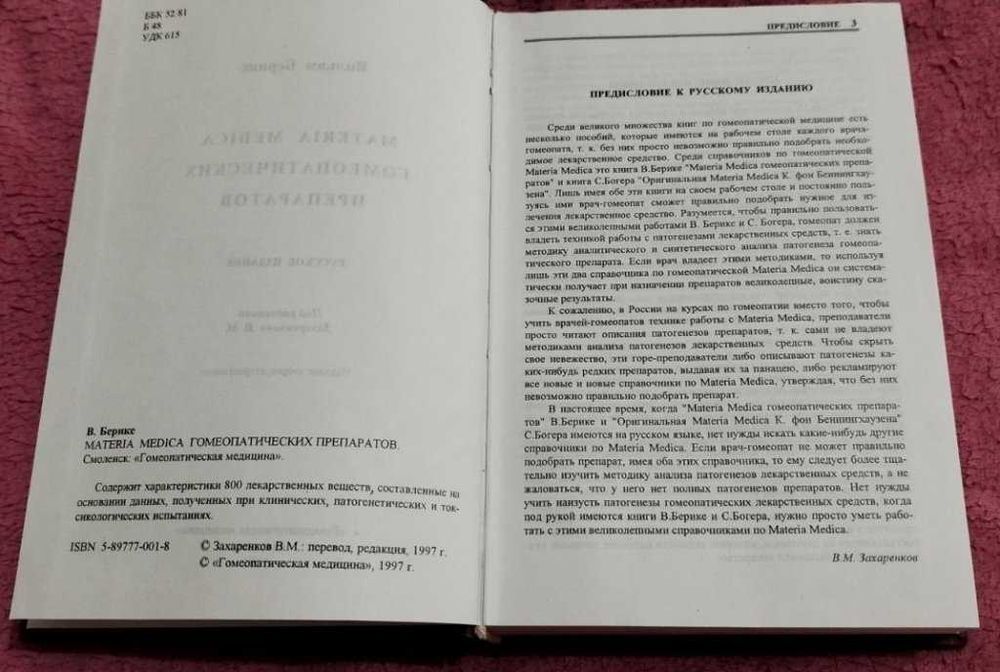 ББК 52.81
Б 48
УДК 615
В. Берике
MATERIA MEDICA ГОМЕОПАТИЧЕСКИХ ПРЕПАРАТОВ.
Смоленск: «Гомеопатическая медицина».
Содержит характеристики 800 лекарственных веществ, составленные на
основании данных, полученных при клинических, патогенетических и ток-
сикологических испытаниях.
ISBN 5-89777-001-8
© Захаренков В.М.: перевод, редакция, 1997 г.
© «Гомеопатическая медицина», 1997 г.
ПРЕДИСЛОВИЕ 3
ПРЕДИСЛОВИЕ К РУССКОМУ ИЗДАНИЮ
Среди великого множества книг по гомеопатической медицине есть
несколько пособий, которые имеются на рабочем столе каждого врача-
гомеопата, т. к. без них просто невозможно правильно подобрать необхо-
димое лекарственное средство. Среди справочников по гомеопатической
Materia Medica это книга В.Берике "Materia Medica гомеопатических препа-
ратов" и книга С.Богера "Оригинальная Materia Medica К. фон Беннингхау-
зена". Лишь имея обе эти книги на своем рабочем столе и постоянно поль-
зуясь ими врач-гомеопат сможет правильно подобрать нужное для из-
лечения лекарственное средство. Разумеется, чтобы правильно пользовать-
ся этими великолепными работами В. Берике и С. Богера, гомеопат должен
владеть техникой работы с патогенезами лекарственных средств, т. е. знать
методику аналитического и синтетического анализа патогенеза гомеопа-
тического препарата. Если врач владеет этими методиками, то используя
лишь эти два справочника по гомеопатической Materia Medica он система-
тически получает при назначении препаратов великолепные, воистину ска-
зочные результаты.
К сожалению, в России на курсах по гомеопатии вместо того, чтобы
учить врачей-гомеопатов технике работы с Materia Medica, преподаватели
просто читают описания патогенезов препаратов, т. к. сами не владеют
методиками анализа патогенезов лекарственных средств. Чтобы скрыть
свое невежество, эти горе-преподаватели либо описывают патогенезы ка-
ких-нибудь редких препаратов, выдавая их за панацею, либо рекламируют
все новые и новые справочники по Materia Medica, утверждая, что без них
невозможно правильно подобрать препарат.
В настоящее время, когда "Materia Medica гомеопатических препара-
тов" В.Берике и "Оригинальная Materia Medica К. фон Беннингхаузена"
С.Богера имеются на русском языке, нет нужды искать какие-нибудь другие
справочники по Materia Medica. Если врач-гомеопат не может правильно
подобрать препарат, имея оба этих справочника, то ему следует более тща-
тельно изучить методику анализа патогенезов лекарственных средств, а не
жаловаться, что у него нет полных патогенезов препаратов. Нет нужды
учить наизусть патогенезы гомеопатических лекарственных средств, когда
под рукой имеются книги В.Берике и С.Богера, нужно просто уметь рабо-
тать с этими великолепными справочниками по Materia Medica.
В.М. Захаренков